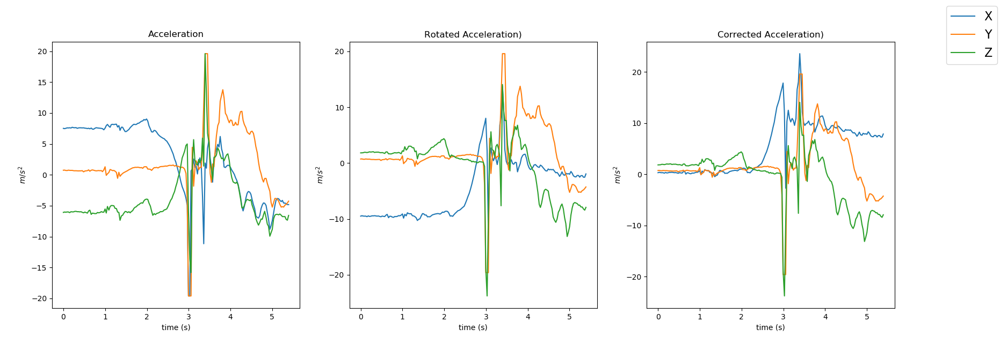 X
Y
Z
Acceleration
Rotated Acceleration)
Corrected Acceleration)
20
15
10
5
0
−5
−10
−15
−20
m/s²
0 1 2 3 4 5
time (s)
20
10
0
−10
−20
m/s²
0 1 2 3 4 5
time (s)
20
10
0
−10
−20
m/s²
0 1 2 3 4 5
time (s)